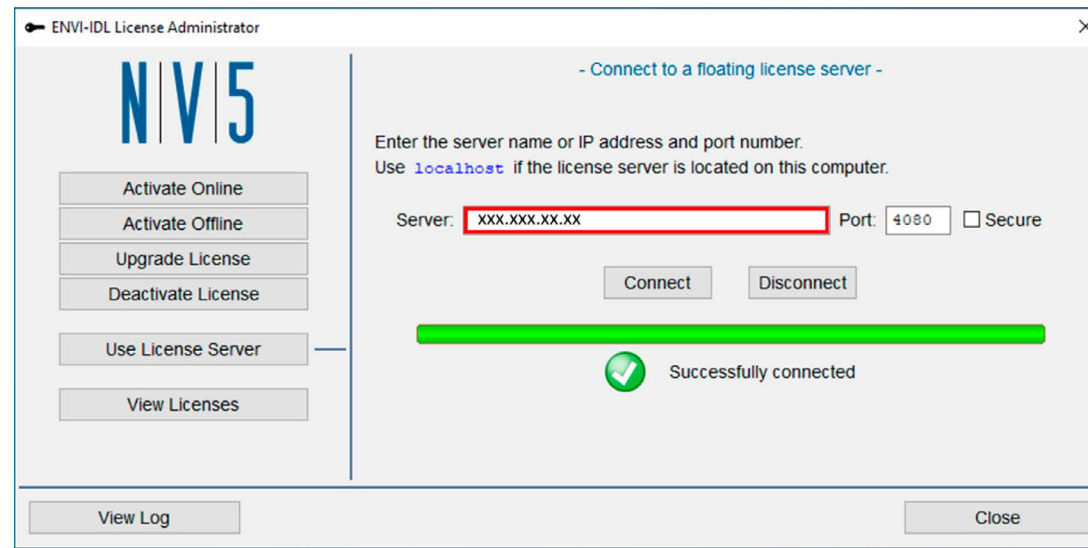 ENVI-IDL License Administrator
NV5
Activate Online
Activate Offline
Upgrade License
Deactivate License
Use License Server
View Licenses
- Connect to a floating license server -
Enter the server name or IP address and port number.
Use localhost if the license server is located on this computer.
Server: XXX.XXX.XX.XX Port: 4080 Secure
Connect Disconnect
Successfully connected
View Log Close